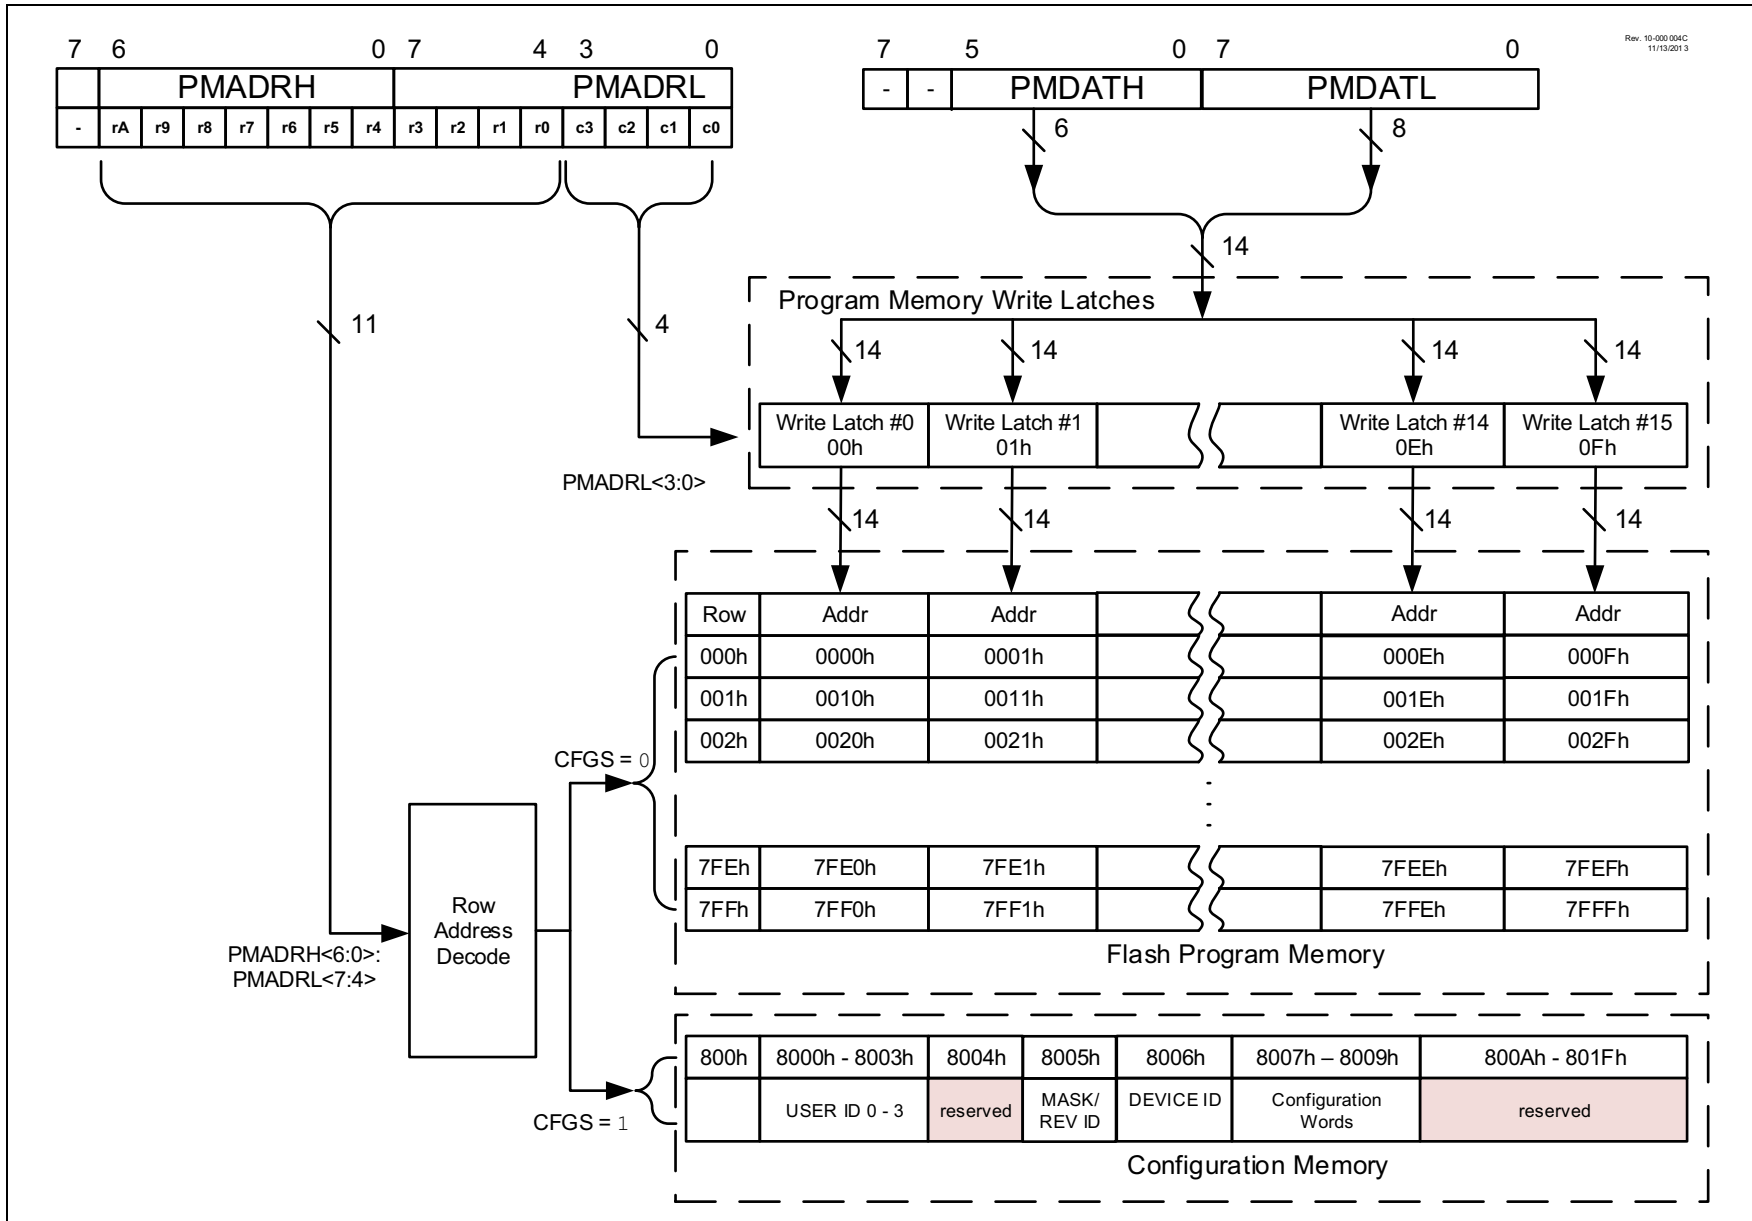 7 6 0 7 4 3 0
PMADRH PMADRL
- rA r9 r8 r7 r6 r5 r4 r3 r2 r1 r0 c3 c2 c1 c0
7 5 0 7 0
- - PMDATH PMDATL
Rev. 10-000 004C
11/13/2013
6 8
14
11
4
Program Memory Write Latches
14 14 14 14
Write Latch #0
00h
Write Latch #1
01h
Write Latch #14
0Eh
Write Latch #15
0Fh
PMADRL<3:0>
14 14 14 14
Row Addr Addr Addr Addr
000h 0000h 0001h 000Eh 000Fh
001h 0010h 0011h 001Eh 001Fh
002h 0020h 0021h 002Eh 002Fh
CFGS = 0
7FEh 7FE0h 7FE1h 7FEEh 7FEFh
7FFh 7FF0h 7FF1h 7FFEh 7FFFh
Flash Program Memory
Row
Address
Decode
PMADRH<6:0>:
PMADRL<7:4>
800h 8000h - 8003h 8004h 8005h 8006h 8007h – 8009h 800Ah - 801Fh
USER ID 0 - 3
reserved
MASK/
REV ID
DEVICE ID
Configuration
Words
reserved
CFGS = 1
Configuration Memory